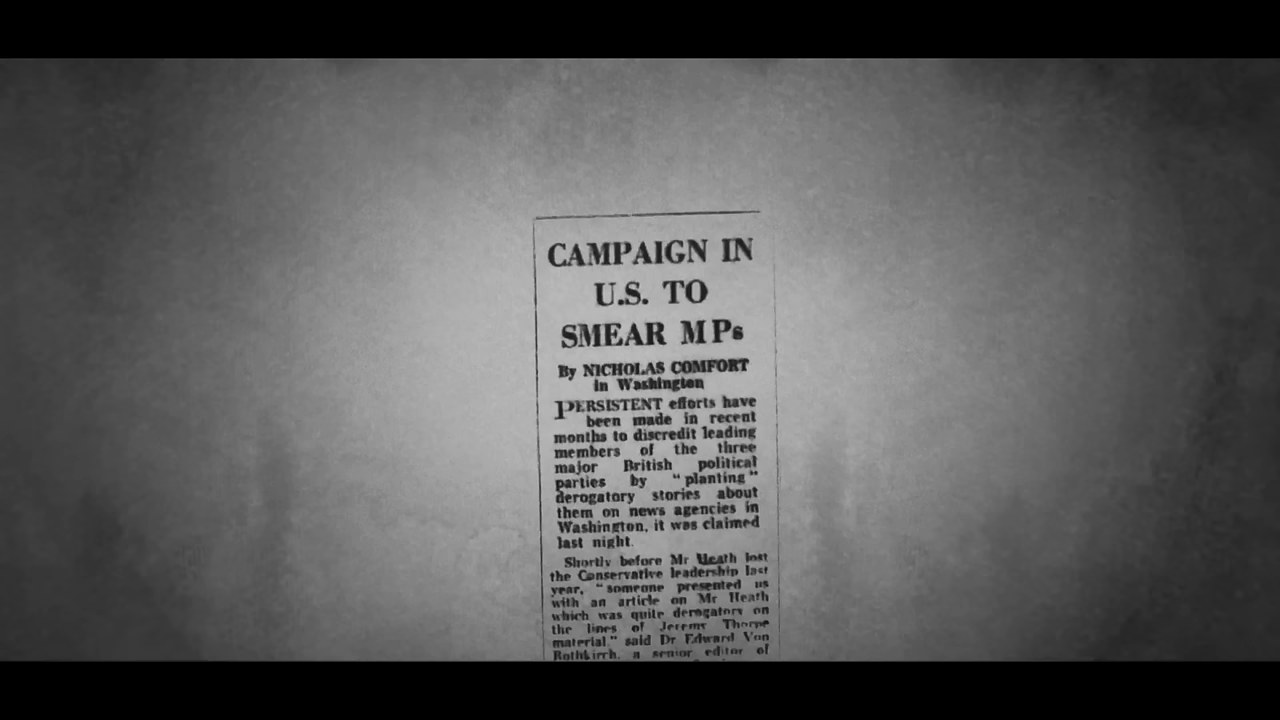 CAMPAIGN IN
U.S. TO
SMEAR MPs
By NICHOLAS COMFORT
in Washington
PERSISTENT efforts have
been made in recent
months to discredit leading
members of the three
major British political
parties by "planting"
derogatory stories about
them on news agencies in
Washington, it was claimed
last night.
Shortly before Mr Heath lost
the Conservative leadership last
year, "someone presented us
with an article on Mr Heath
which was quite derogatory on
the lines of Jeremy Thorpe
material," said Dr Edward Von
Rothkirch, a senior editor of